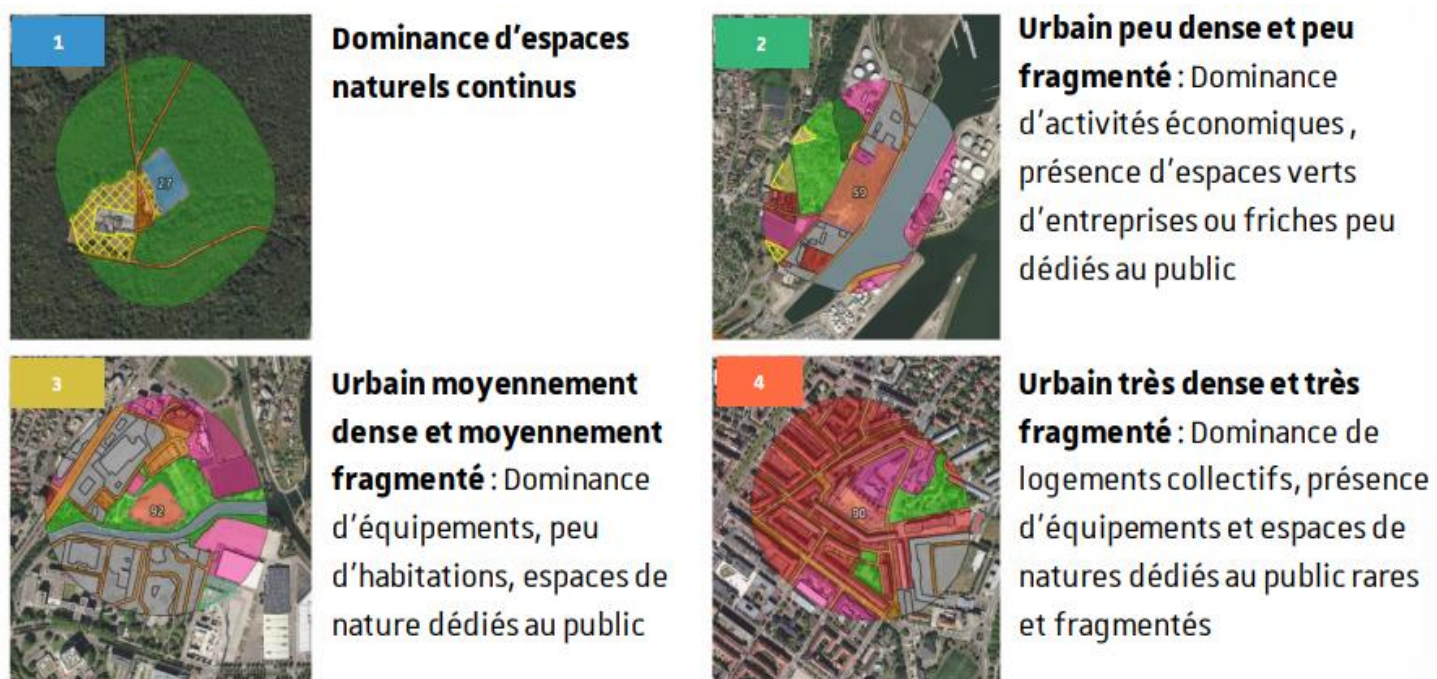 1
Dominance d'espaces
naturels continus
27
2
Urbain peu dense et peu
fragmenté : Dominance
d'activités économiques ,
présence d'espaces verts
d'entreprises ou friches peu
dédiés au public
59
3
Urbain moyennement
dense et moyennement
fragmenté : Dominance
d'équipements, peu
d'habitations, espaces de
nature dédiés au public
92
4
Urbain très dense et très
fragmenté : Dominance de
logements collectifs, présence
d'équipements et espaces de
natures dédiés au public rares
et fragmentés
90